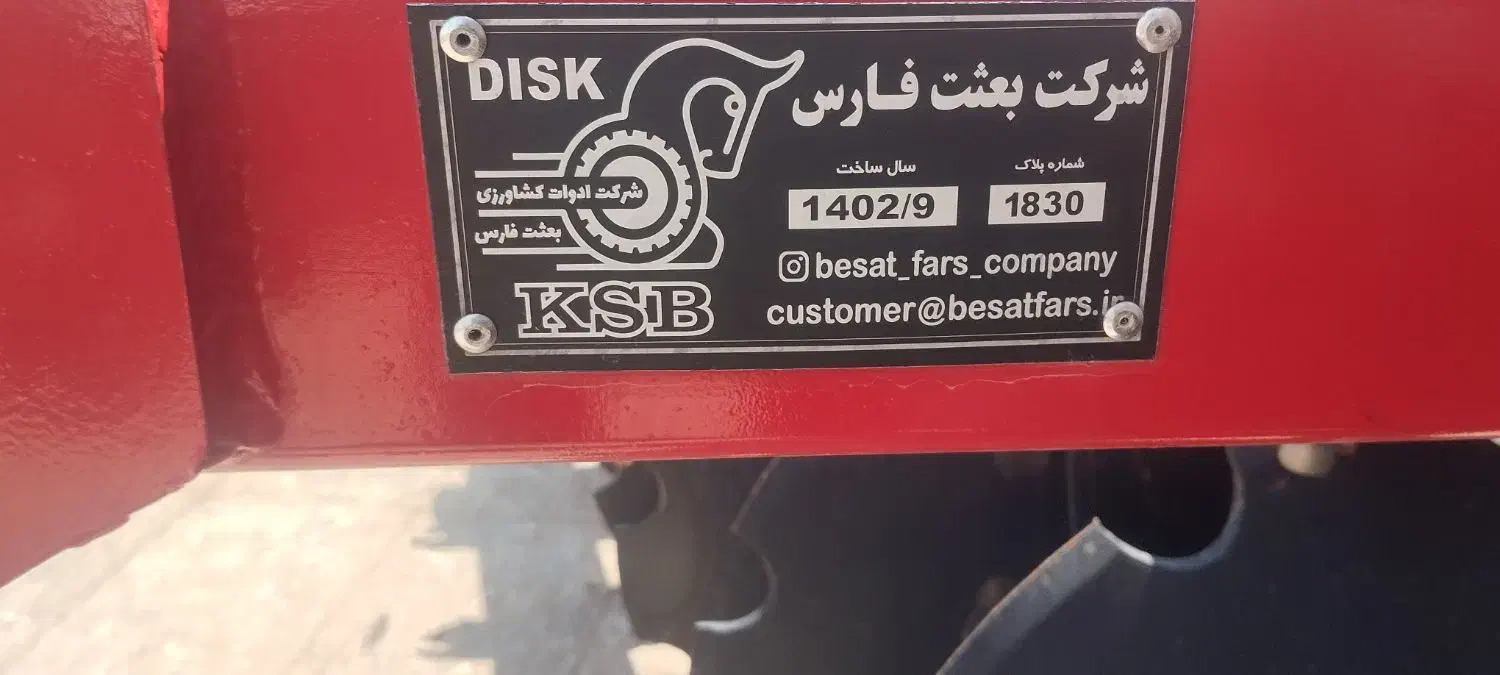 DISK
شرکت بعثت فارس
شماره پلاک
سال ساخت
1830
1402/9
شرکت ادوات کشاورزی
بعثت فارس
besat_fars_company
customer@besatfars.ir
KSB